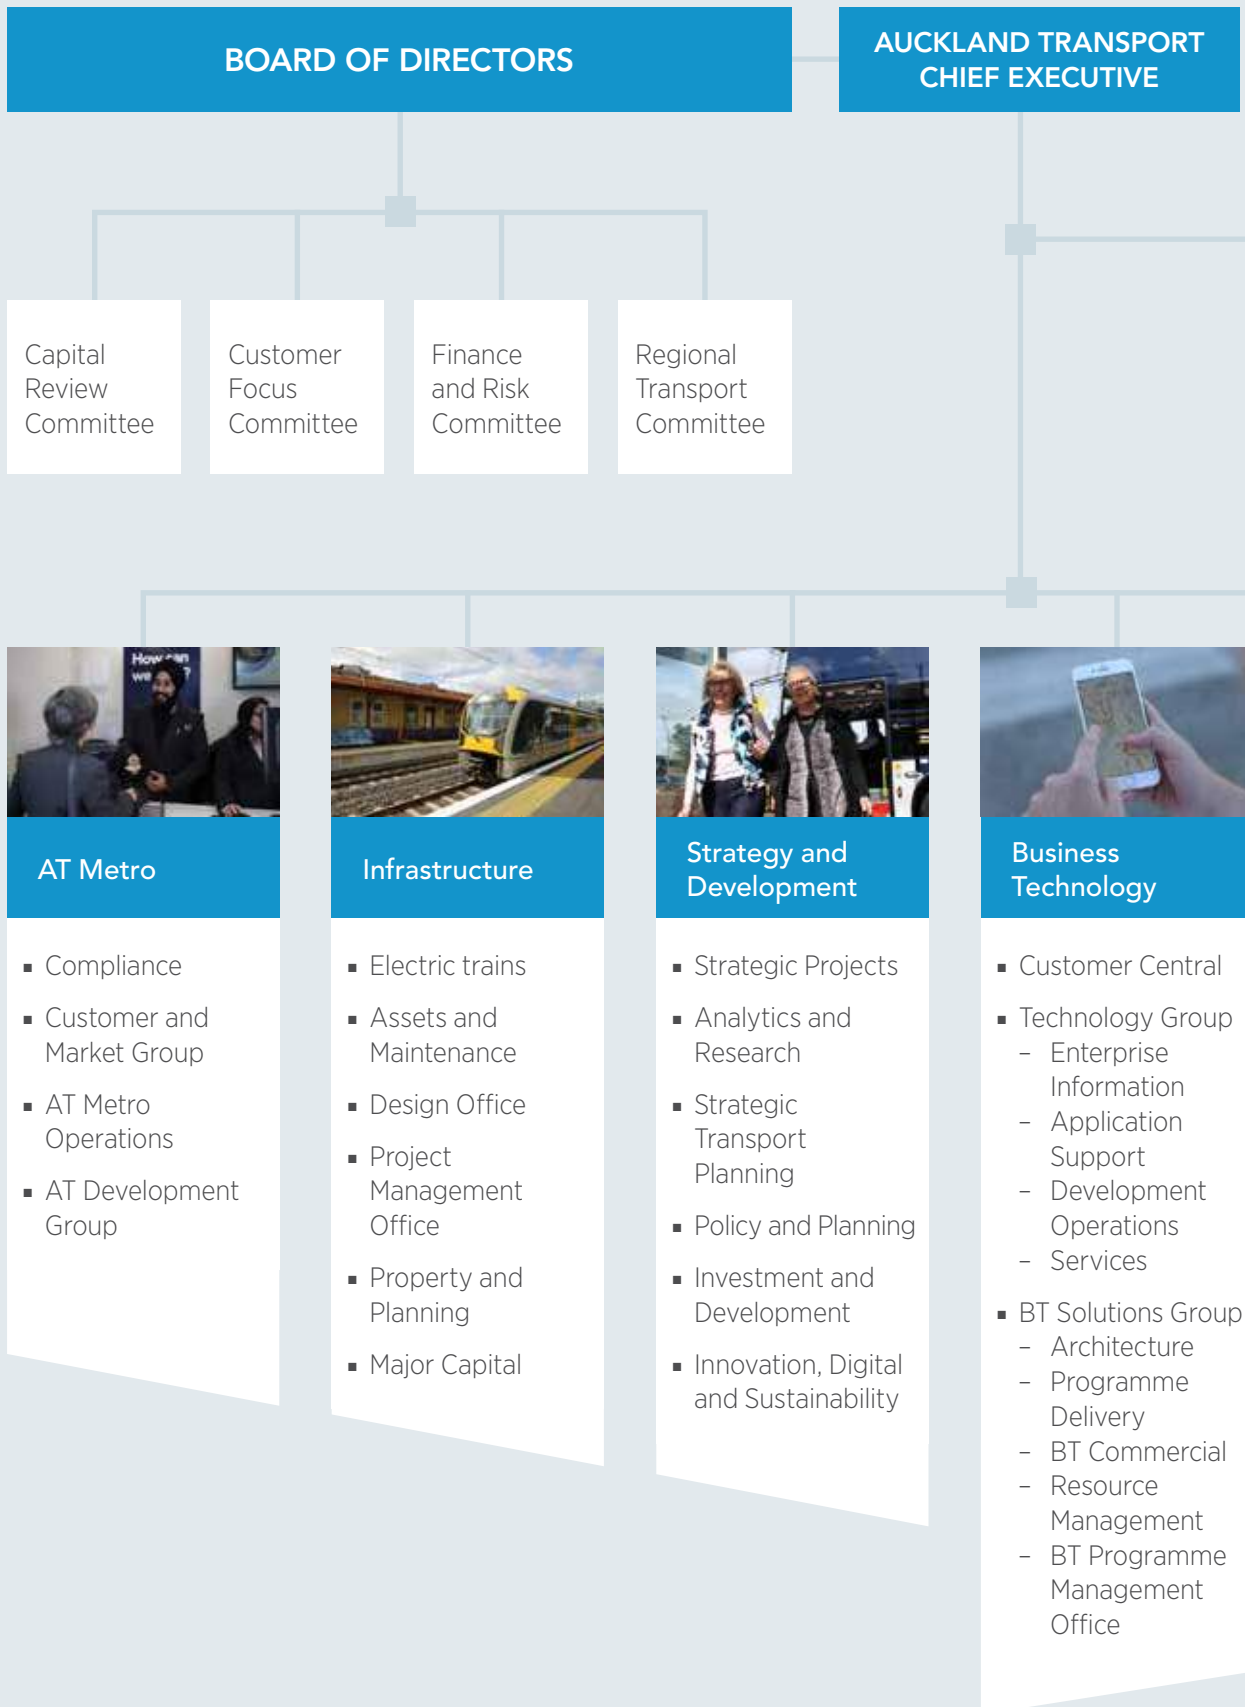 BOARD OF DIRECTORS
AUCKLAND TRANSPORT
CHIEF EXECUTIVE
Capital
Review
Committee
Customer
Focus
Committee
Finance
and Risk
Committee
Regional
Transport
Committee
How can
we
?
AT Metro
▪ Compliance
▪ Customer and
Market Group
▪ AT Metro
Operations
▪ AT Development
Group
Infrastructure
▪ Electric trains
▪ Assets and
Maintenance
▪ Design Office
▪ Project
Management
Office
▪ Property and
Planning
▪ Major Capital
Strategy and
Development
▪ Strategic Projects
▪ Analytics and
Research
▪ Strategic
Transport
Planning
▪ Policy and Planning
▪ Investment and
Development
▪ Innovation, Digital
and Sustainability
Business
Technology
▪ Customer Central
▪ Technology Group
– Enterprise
Information
– Application
Support
– Development
Operations
– Services
▪ BT Solutions Group
– Architecture
– Programme
Delivery
– BT Commercial
– Resource
Management
– BT Programme
Management
Office